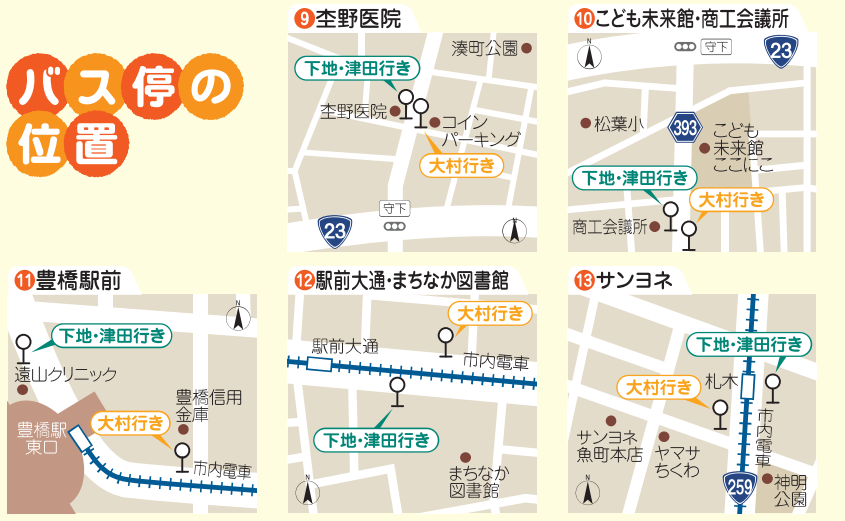 バス停の
位置
9 杢野医院
湊町公園
下地・津田行き
杢野医院
コイン
パーキング
大村行き
守下
23
N
10 こども未来館・商工会議所
N
守下
23
松葉小
393
こども
未来館
ここにこ
下地・津田行き
大村行き
商工会議所
11 豊橋駅前
N
下地・津田行き
遠山クリニック
豊橋信用
金庫
大村行き
豊橋駅
東口
市内電車
12 駅前大通・まちなか図書館
大村行き
駅前大通
市内電車
下地・津田行き
まちなか
図書館
N
13 サンヨネ
下地・津田行き
大村行き
札木
市内電車
サンヨネ
魚町本店
ヤマサ
ちくわ
259
神明
公園
N